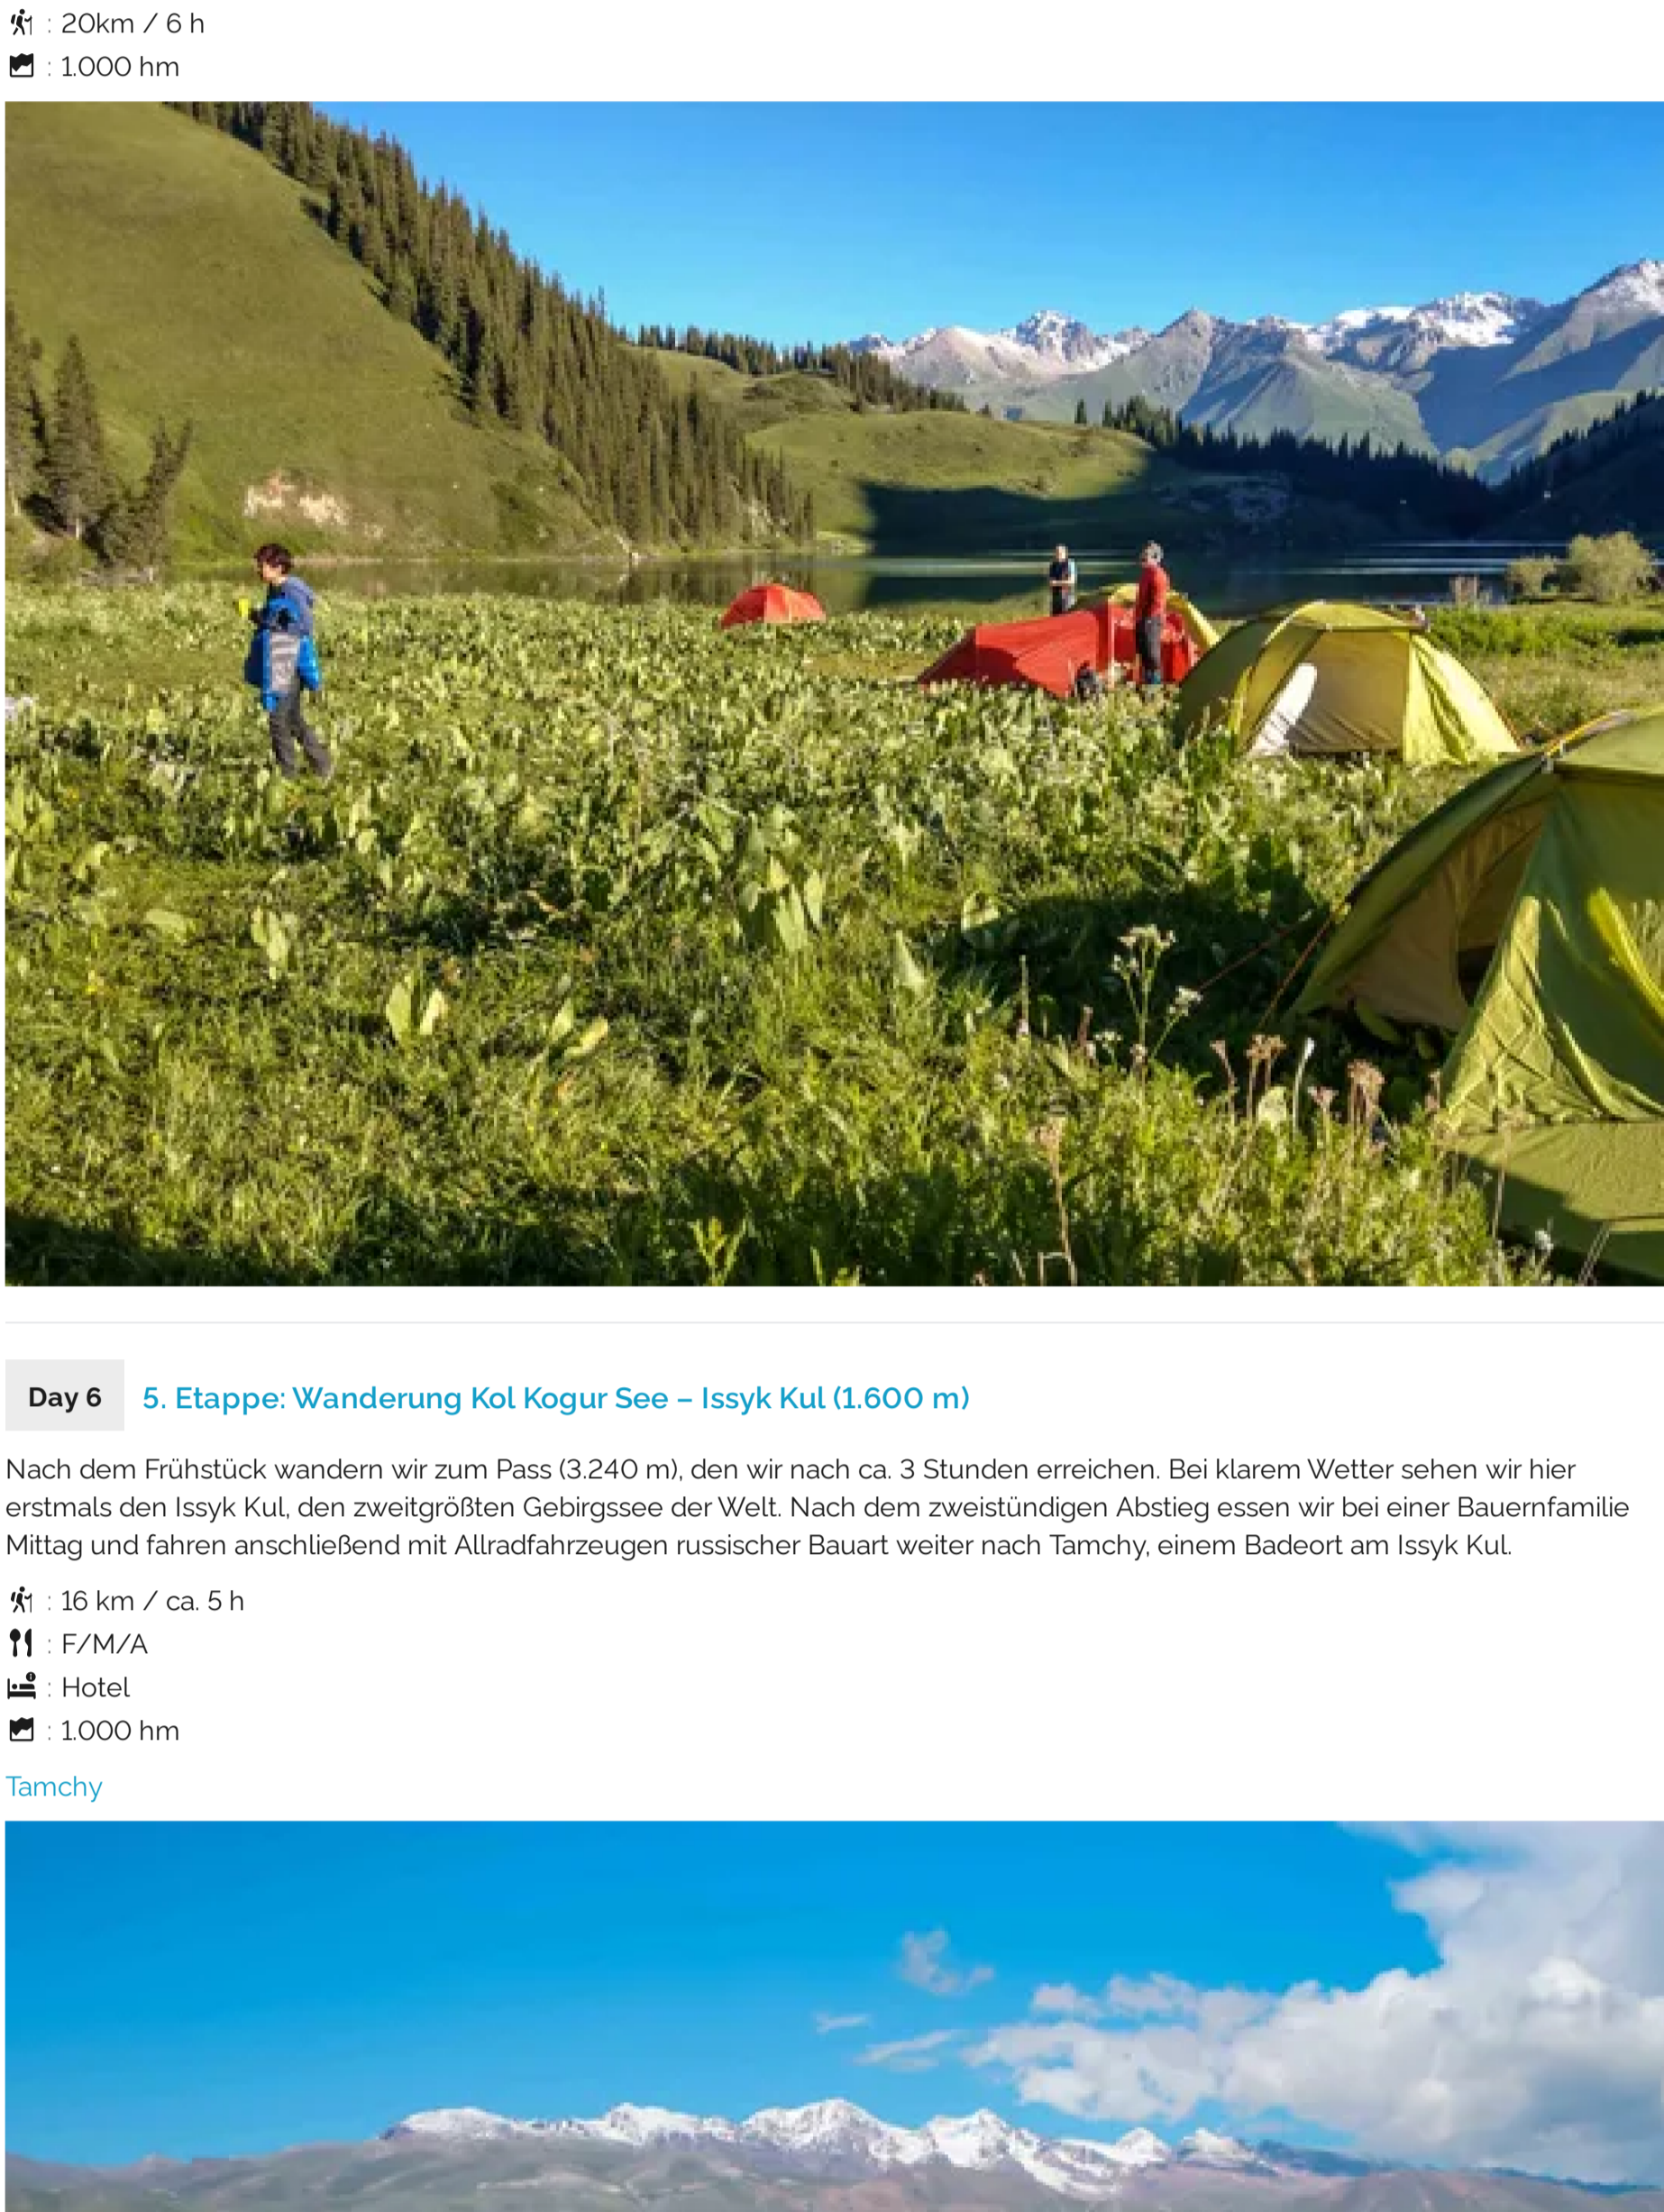 : 20km / 6 h
: 1.000 hm
Day 6
5. Etappe: Wanderung Kol Kogur See – Issyk Kul (1.600 m)
Nach dem Frühstück wandern wir zum Pass (3.240 m), den wir nach ca. 3 Stunden erreichen. Bei klarem Wetter sehen wir hier
erstmals den Issyk Kul, den zweitgrößten Gebirgssee der Welt. Nach dem zweistündigen Abstieg essen wir bei einer Bauernfamilie
Mittag und fahren anschließend mit Allradfahrzeugen russischer Bauart weiter nach Tamchy, einem Badeort am Issyk Kul.
: 16 km / ca. 5 h
: F/M/A
: Hotel
: 1.000 hm
Tamchy